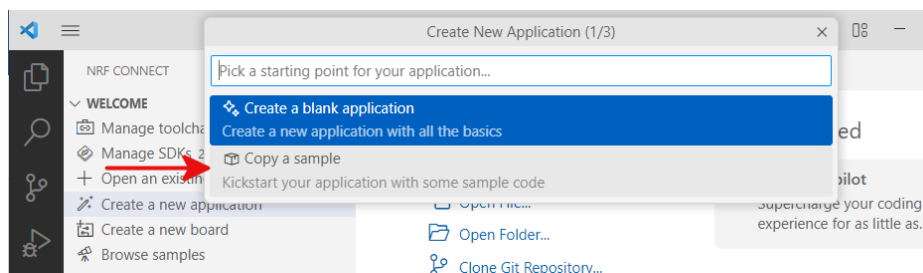 Create New Application (1/3)
NRF CONNECT
Pick a starting point for your application...
WELCOME
Create a blank application
Manage toolcha
Create a new application with all the basics
ed
Manage SDKs
Copy a sample
Open an existin
Kickstart your application with some sample code
pilot
Create a new application
Open File...
Supercharge your coding
Create a new board
Open Folder...
experience for as little as.
Browse samples
Clone Git Repository...